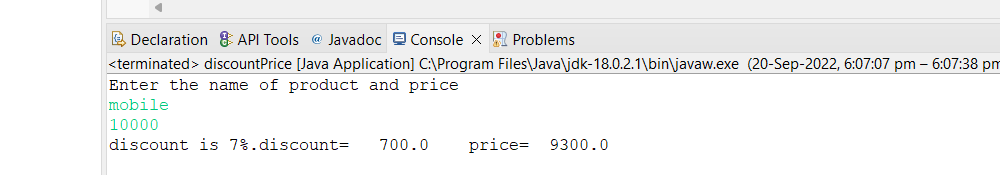 Declaration API Tools @ Javadoc Console Problems
<terminated> discountPrice [Java Application] C:\Program Files\Java\jdk-18.0.2.1\bin\javaw.exe (20-Sep-2022, 6:07:07 pm – 6:07:38 pm
Enter the name of product and price
mobile
10000
discount is 7%.discount=   700.0    price=  9300.0